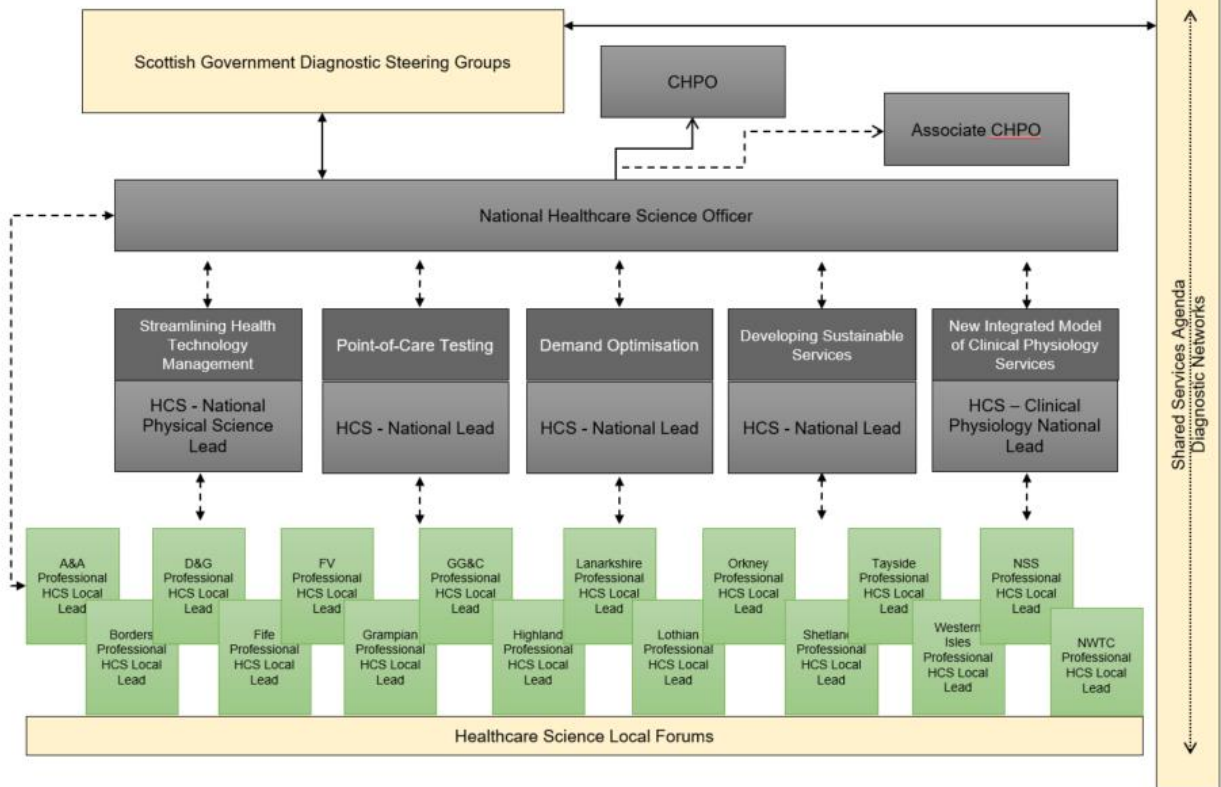 Scottish Government Diagnostic Steering Groups
CHPO
Associate CHPO
National Healthcare Science Officer
Streamlining Health
Technology
Management
HCS - National
Physical Science
Lead
Point-of-Care Testing
HCS - National Lead
Demand Optimisation
HCS - National Lead
Developing Sustainable
Services
HCS - National Lead
New Integrated Model
of Clinical Physiology
Services
HCS – Clinical
Physiology National
Lead
A&A
Professional
HCS Local
Lead
Borders
Professional
HCS Local
Lead
D&G
Professional
HCS Local
Lead
Fife
Professional
HCS Local
Lead
FV
Professional
HCS Local
Lead
Grampian
Professional
HCS Local
Lead
GG&C
Professional
HCS Local
Lead
Highland
Professional
HCS Local
Lead
Lanarkshire
Professional
HCS Local
Lead
Lothian
Professional
HCS Local
Lead
Orkney
Professional
HCS Local
Lead
Shetland
Professional
HCS Local
Lead
Tayside
Professional
HCS Local
Lead
Western
Isles
Professional
HCS Local
Lead
NSS
Professional
HCS Local
Lead
NWTC
Professional
HCS Local
Lead
Healthcare Science Local Forums
Shared Services Agenda
Diagnostic Networks